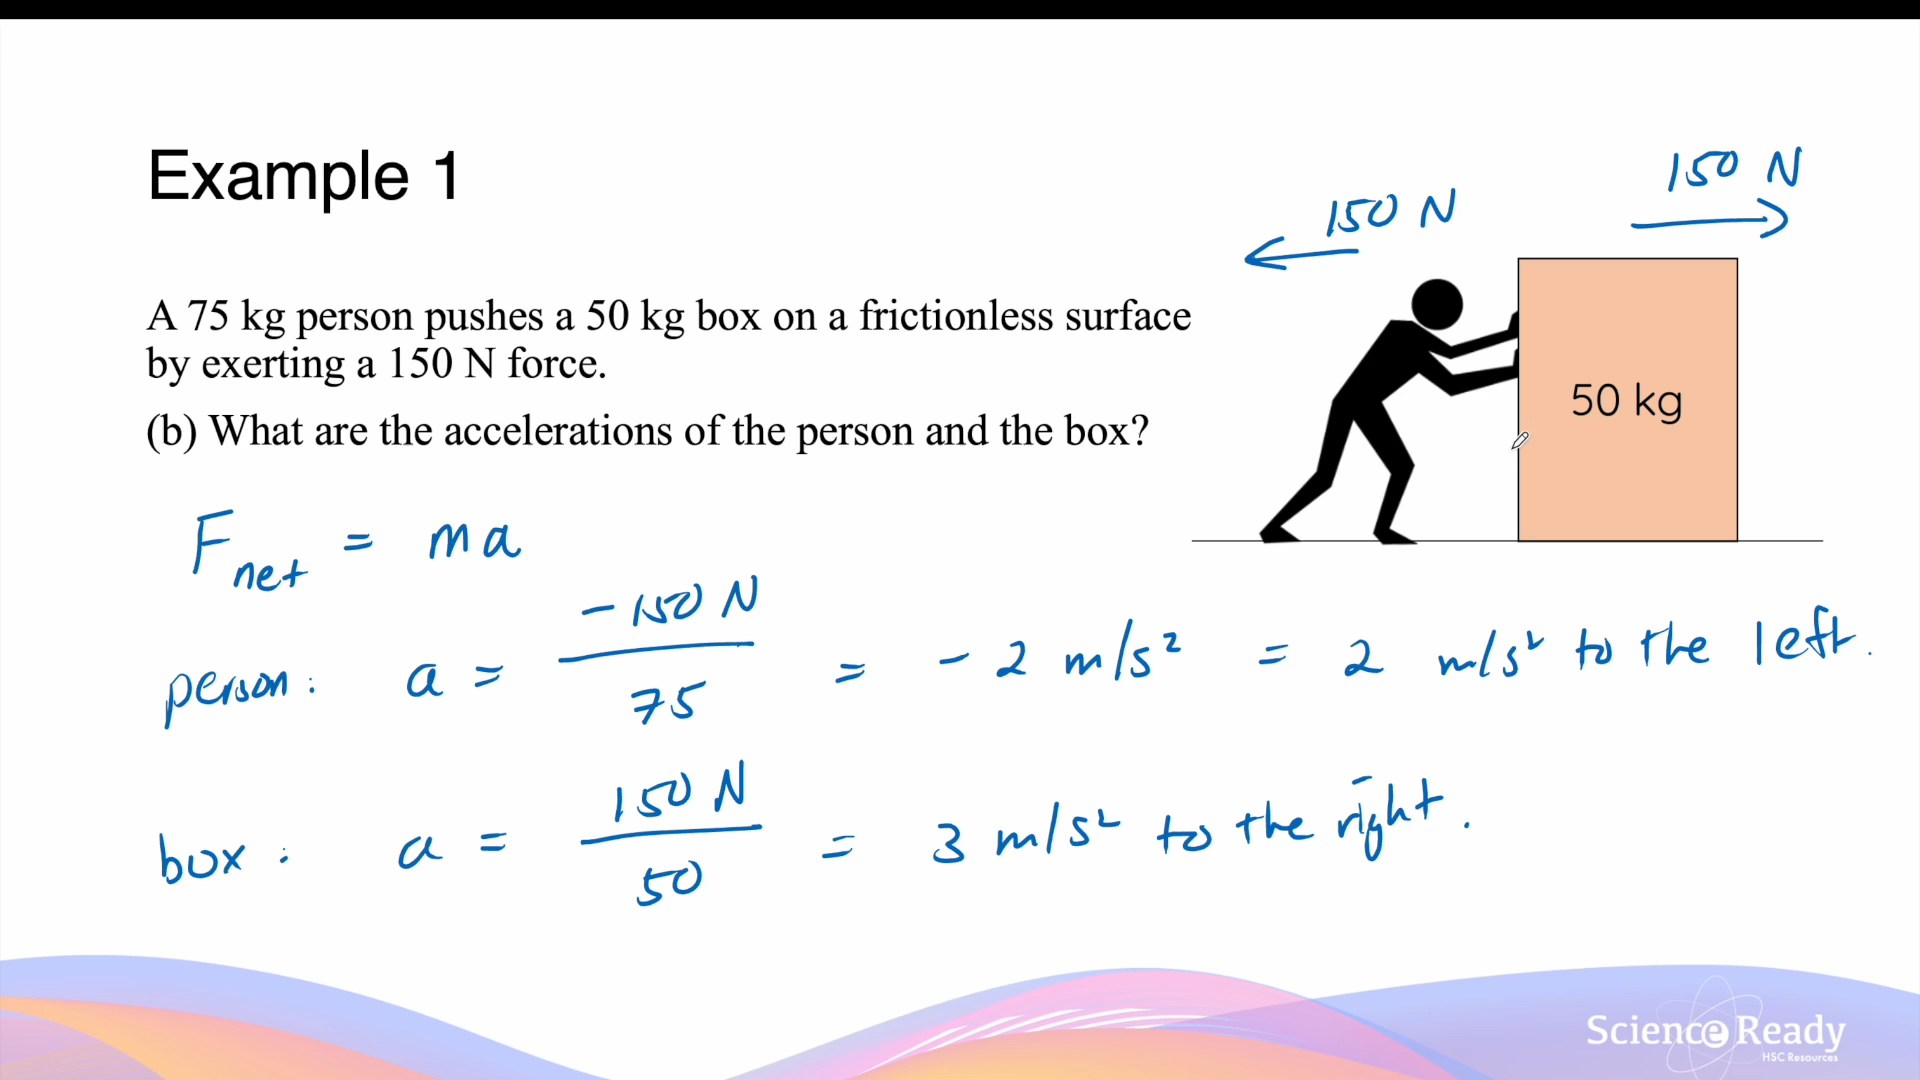 Example 1
150 N
150 N
A 75 kg person pushes a 50 kg box on a frictionless surface
by exerting a 150 N force.
50 kg
(b) What are the accelerations of the person and the box?
F net = ma
person: a = -150 N / 75 = -2 m/s² = 2 m/s² to the left.
box: a = 150 N / 50 = 3 m/s² to the right.
Science Ready
HSC Resources